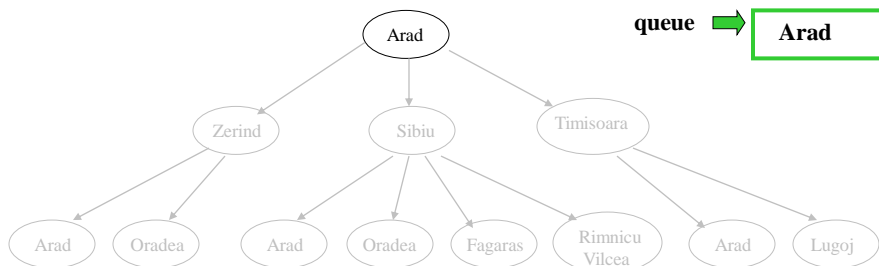 Arad
queue
Arad
Zerind
Sibiu
Timisoara
Arad
Oradea
Arad
Oradea
Fagaras
Rimnicu
Vilcea
Arad
Lugoj